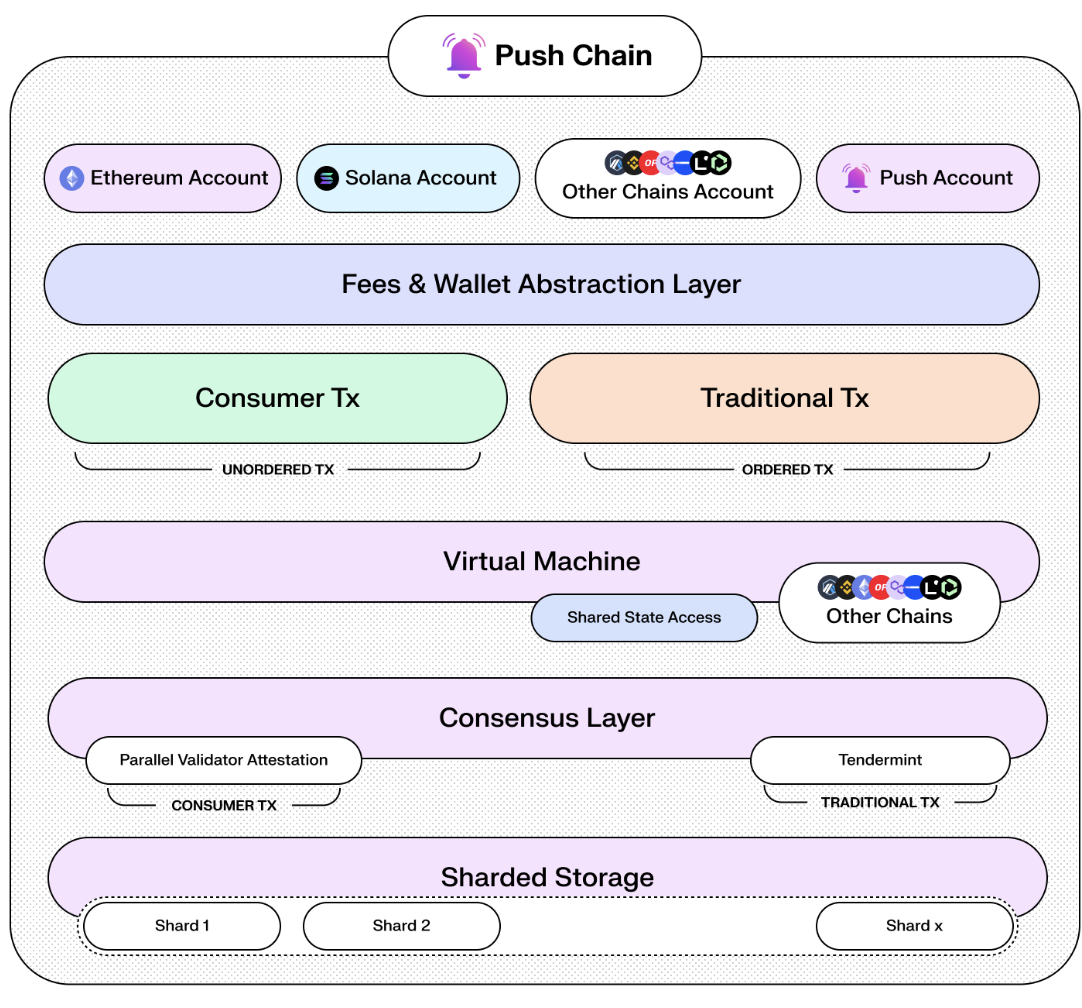 Push Chain
Ethereum Account
Solana Account
OP
Other Chains Account
Push Account
Fees & Wallet Abstraction Layer
Consumer Tx
Traditional Tx
UNORDERED TX
ORDERED TX
Virtual Machine
Shared State Access
OP
Other Chains
Consensus Layer
Parallel Validator Attestation
Tendermint
CONSUMER TX
TRADITIONAL TX
Sharded Storage
Shard 1
Shard 2
Shard x